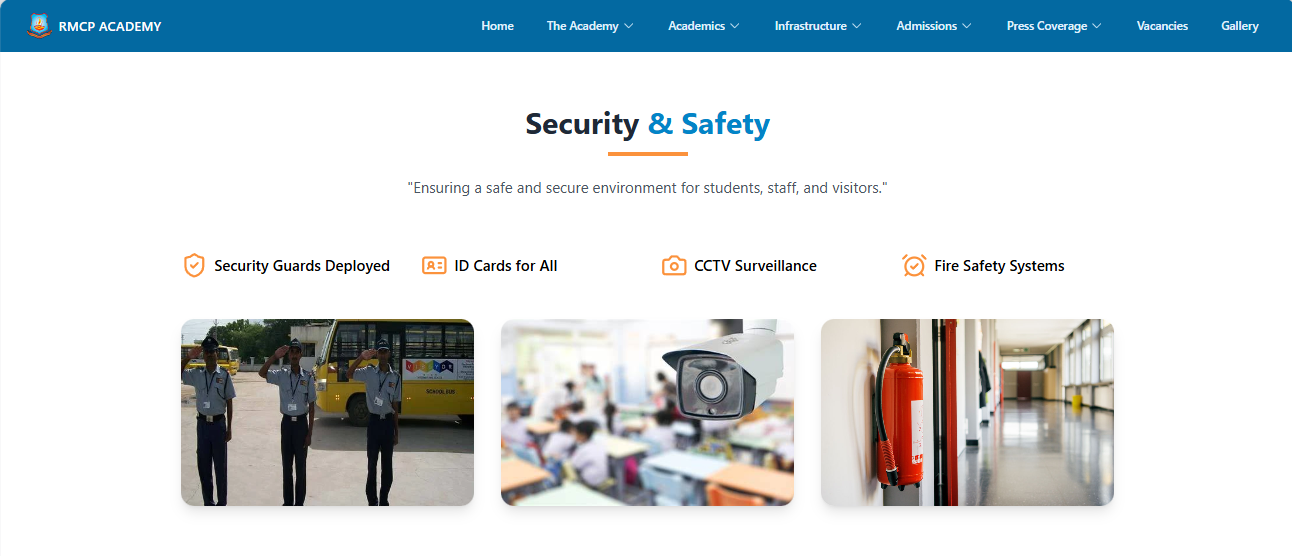 RMCP ACADEMY
Home The Academy Academics Infrastructure Admissions Press Coverage Vacancies Gallery
Security & Safety
"Ensuring a safe and secure environment for students, staff, and visitors."
Security Guards Deployed ID Cards for All CCTV Surveillance Fire Safety Systems
SCHOOL BUS